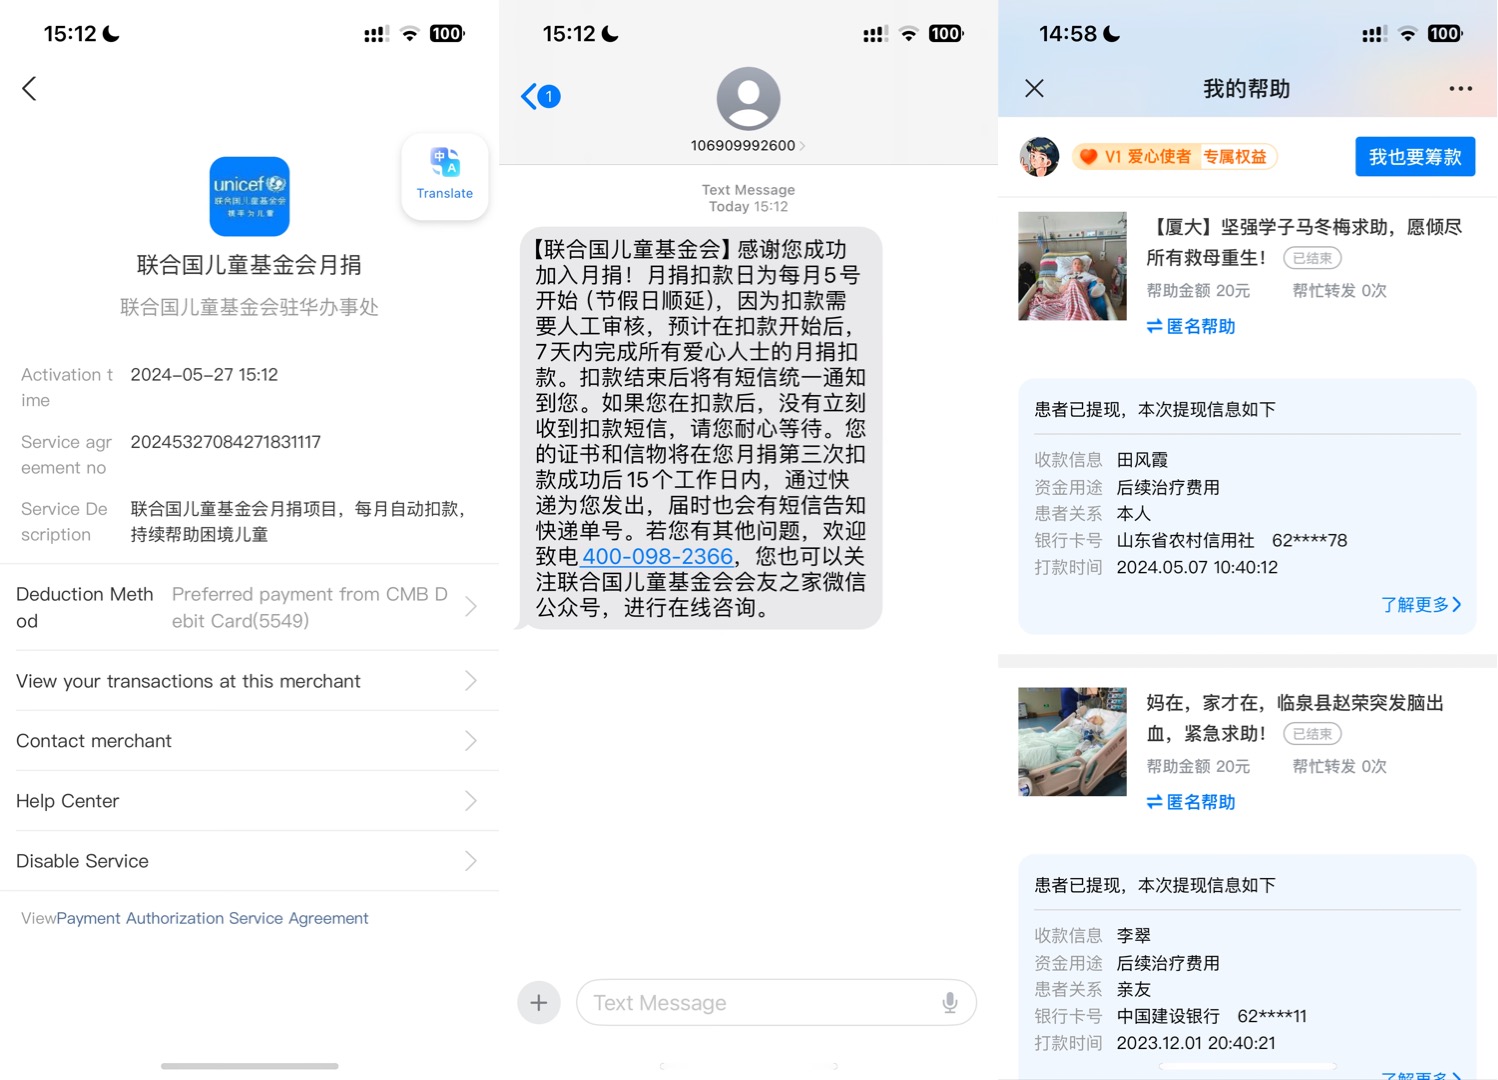 15:12
100
unicef
联合国儿童基金会
携手为儿童
中
A
Translate
联合国儿童基金会月捐
联合国儿童基金会驻华办事处
Activation t
ime
2024-05-27 15:12
Service agr
eement no
20245327084271831117
Service De
scription
联合国儿童基金会月捐项目，每月自动扣款，
持续帮助困境儿童
Deduction Meth
od
Preferred payment from CMB D
ebit Card(5549)
View your transactions at this merchant
Contact merchant
Help Center
Disable Service
ViewPayment Authorization Service Agreement
15:12
100
1
106909992600
Text Message
Today 15:12
【联合国儿童基金会】感谢您成功
加入月捐！月捐扣款日为每月5号
开始（节假日顺延），因为扣款需
要人工审核，预计在扣款开始后，
7天内完成所有爱心人士的月捐扣
款。扣款结束后将有短信统一通知
到您。如果您在扣款后，没有立刻
收到扣款短信，请您耐心等待。您
的证书和信物将在您月捐第三次扣
款成功后15个工作日内，通过快
递为您发出，届时也会有短信告知
快递单号。若您有其他问题，欢迎
致电400-098-2366，您也可以关
注联合国儿童基金会会友之家微信
公众号，进行在线咨询。
Text Message
14:58
100
我的帮助
V1 爱心使者 专属权益
我也要筹款
【厦大】坚强学子马冬梅求助，愿倾尽
所有救母重生！ 已结束
帮助金额 20元 帮忙转发 0次
匿名帮助
患者已提现，本次提现信息如下
收款信息 田风霞
资金用途 后续治疗费用
患者关系 本人
银行卡号 山东省农村信用社 62****78
打款时间 2024.05.07 10:40:12
了解更多
妈在，家才在，临泉县赵荣突发脑出
血，紧急求助！ 已结束
帮助金额 20元 帮忙转发 0次
匿名帮助
患者已提现，本次提现信息如下
收款信息 李翠
资金用途 后续治疗费用
患者关系 亲友
银行卡号 中国建设银行 62****11
打款时间 2023.12.01 20:40:21
了解更多